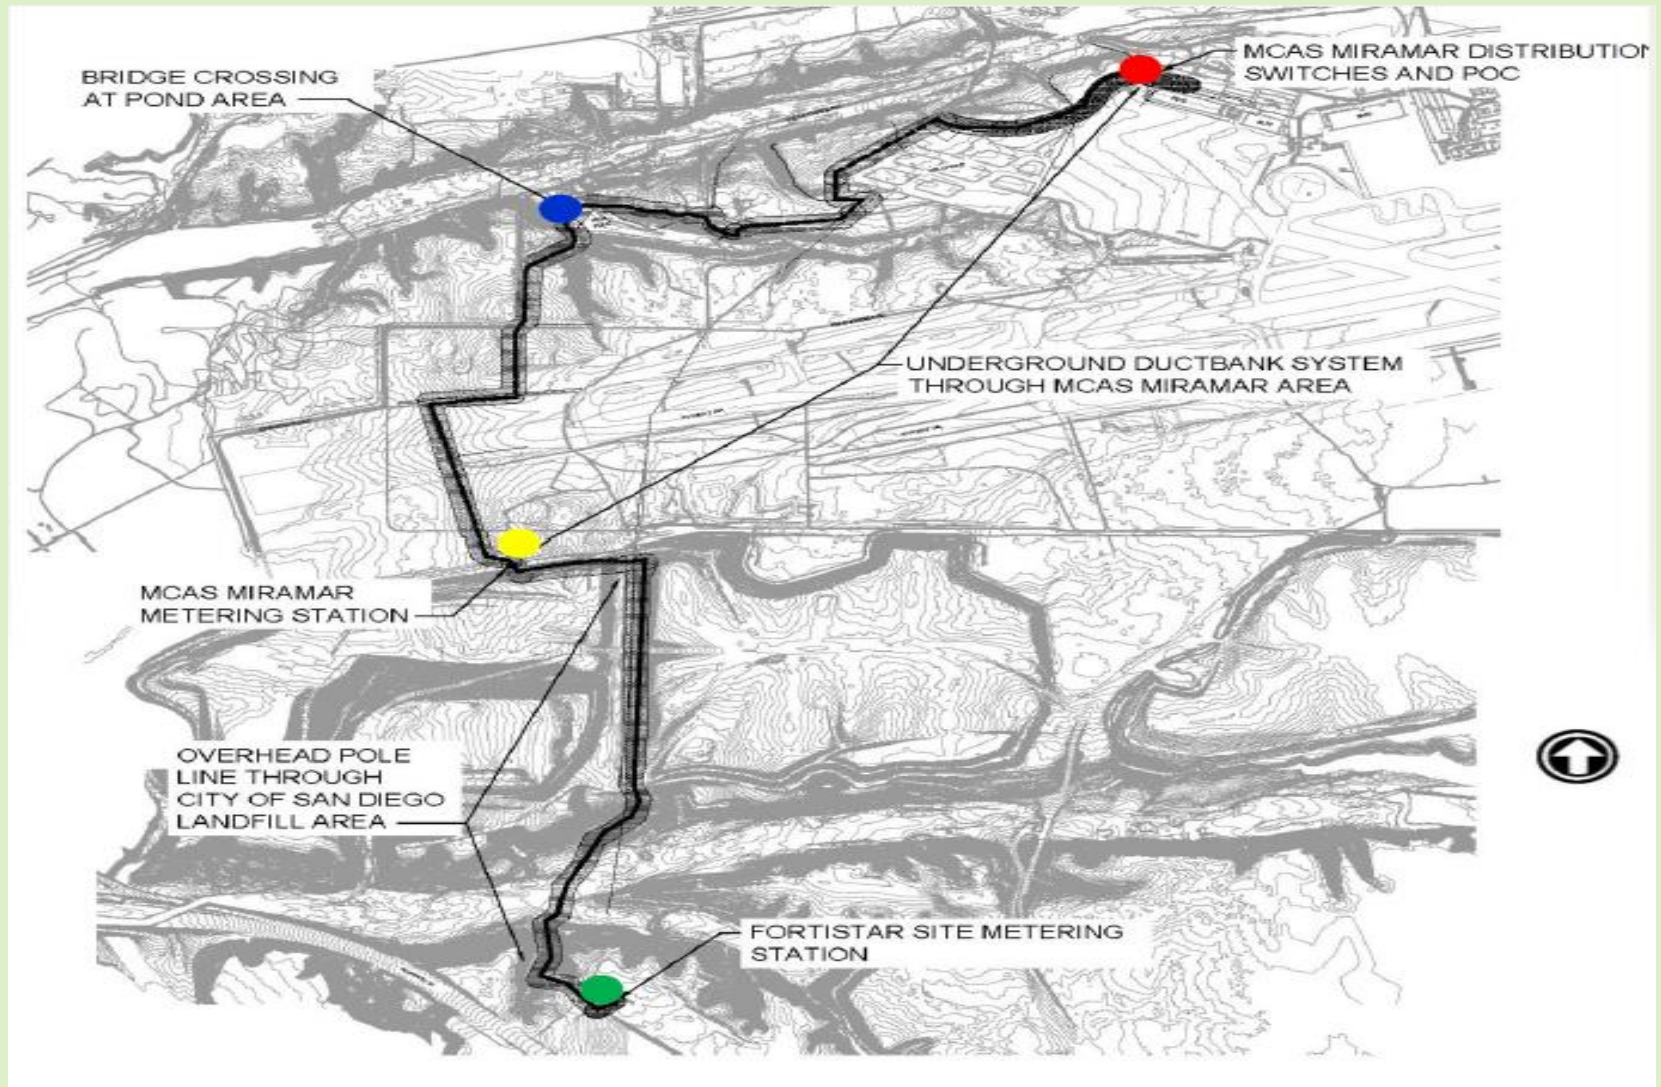 MCAS MIRAMAR DISTRIBUTION
SWITCHES AND POC
BRIDGE CROSSING
AT POND AREA
UNDERGROUND DUCTBANK SYSTEM
THROUGH MCAS MIRAMAR AREA
MCAS MIRAMAR
METERING STATION
OVERHEAD POLE
LINE THROUGH
CITY OF SAN DIEGO
LANDFILL AREA
FORTISTAR SITE METERING
STATION